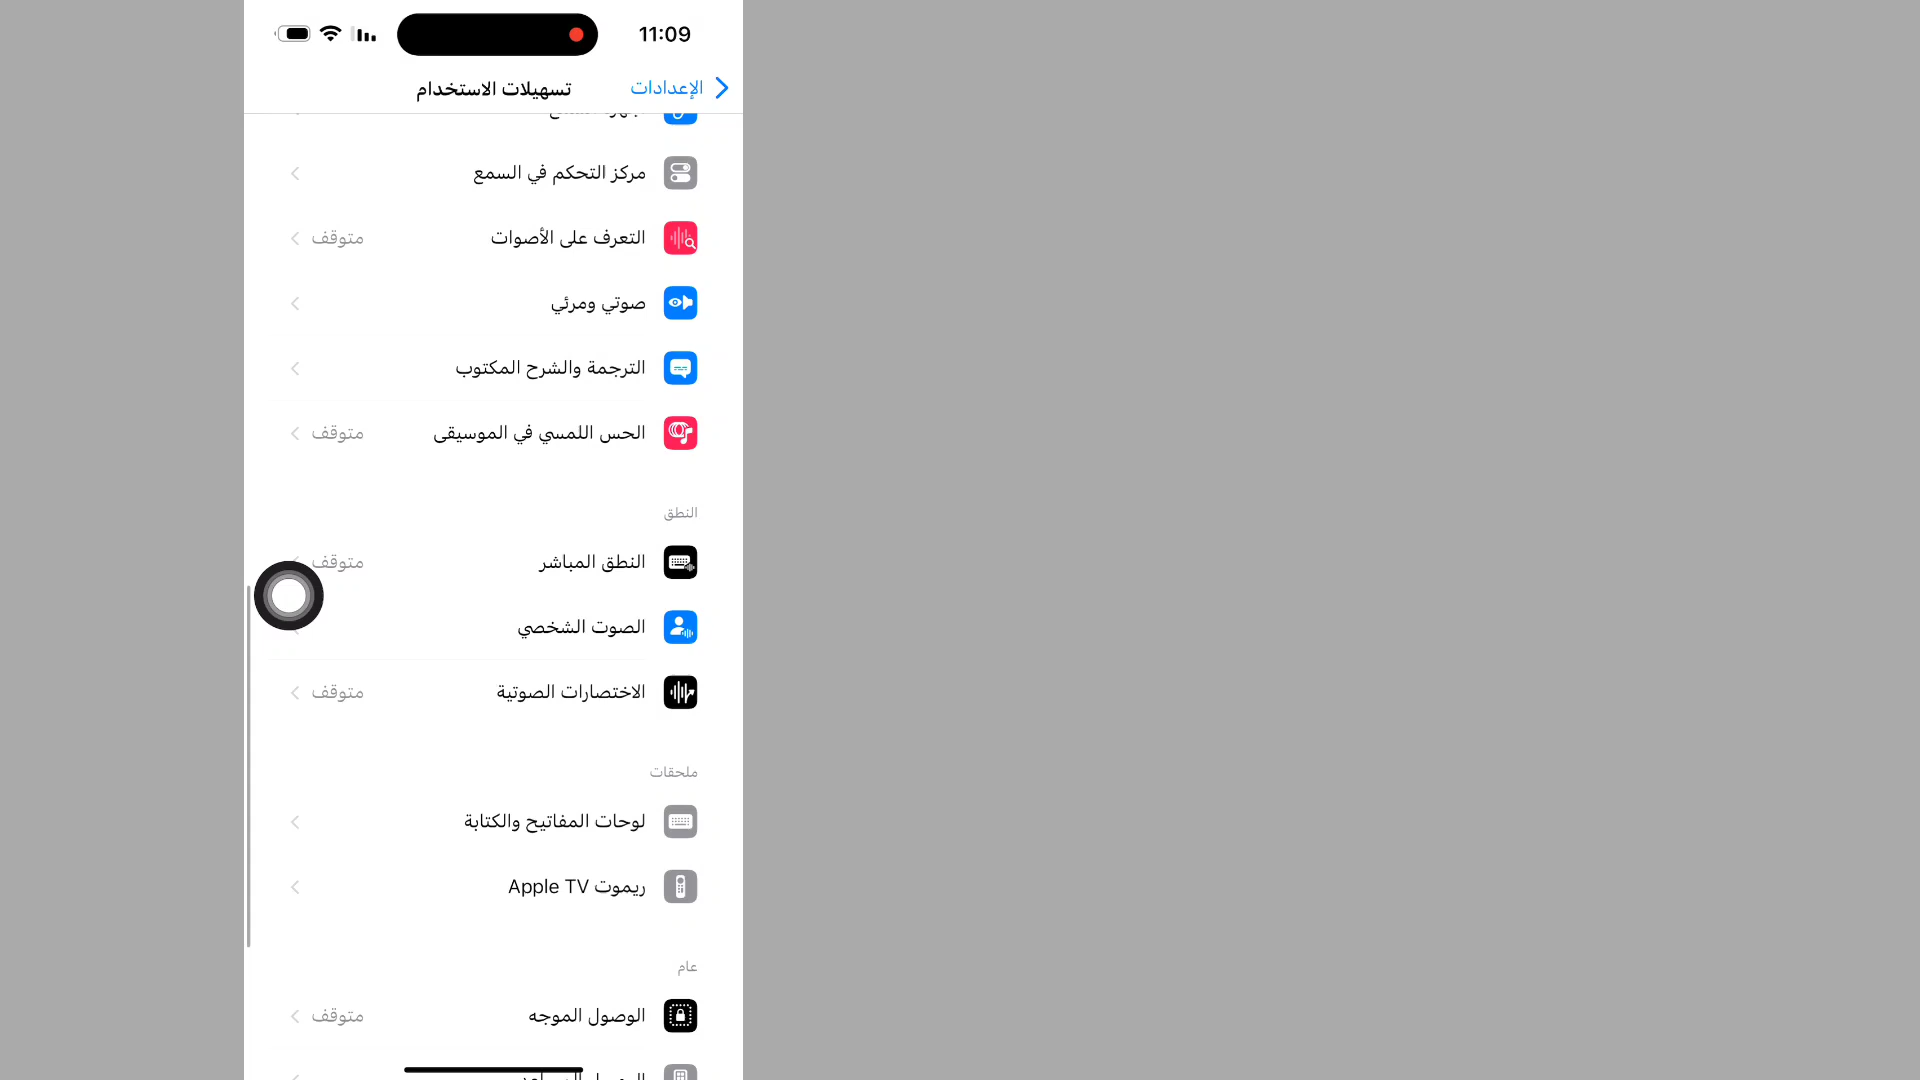 11:09
الإعدادات
تسهيلات الاستخدام
مركز التحكم في السمع
التعرف على الأصوات متوقف
صوتي ومرئي
الترجمة والشرح المكتوب
الحس اللمسي في الموسيقى متوقف
النطق
النطق المباشر متوقف
الصوت الشخصي
الاختصارات الصوتية متوقف
ملحقات
لوحات المفاتيح والكتابة
ريموت Apple TV
عام
الوصول الموجه متوقف